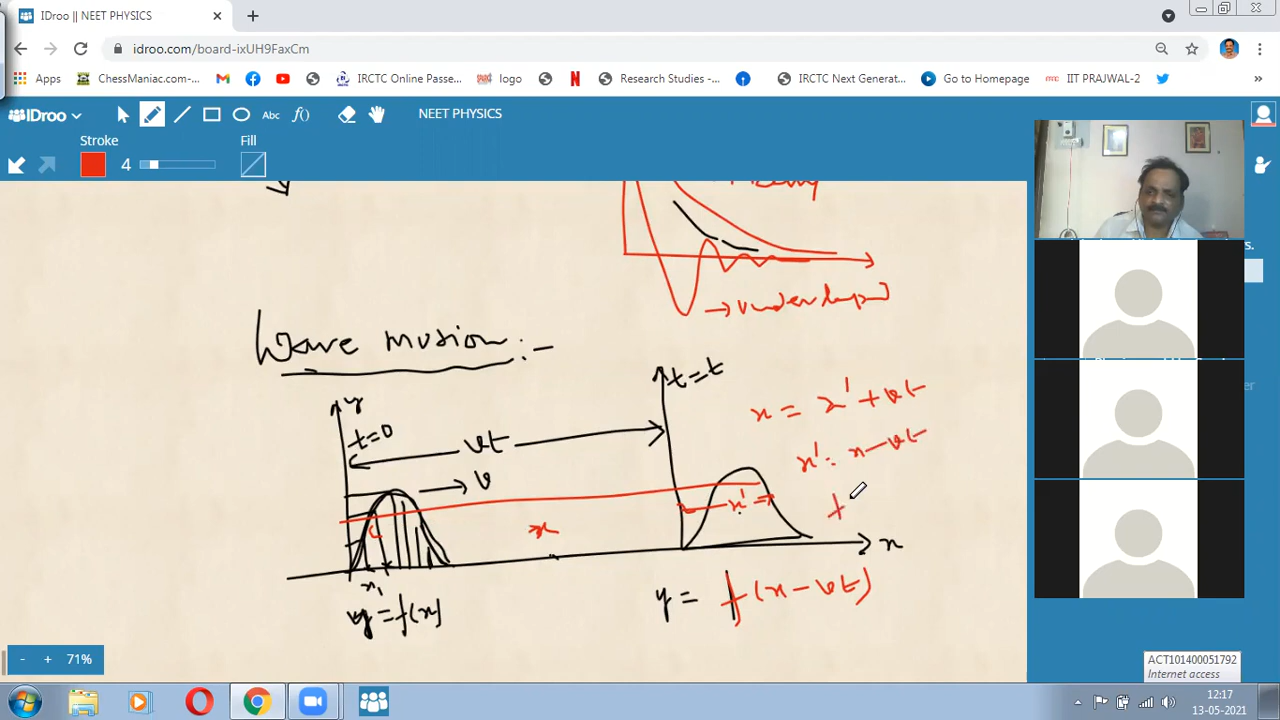 IDroo || NEET PHYSICS
idroo.com/board-ixUH9FaxCm
Apps ChessManiac.com-... IRCTC Online Passe... logo Research Studies -... IRCTC Next Generat... Go to Homepage IIT PRAJWAL-2 »
IDroo Abc f() NEET PHYSICS
Stroke Fill
4
s.
→ underdamped
Wave motion :-
y
t=0
vt
v
t=t
x = x' + vt
x' = x - vt
x'
x
x
x1
y = f(x)
y = f(x - vt)
- + 71%
ACT101400051792
Internet access
12:17
13-05-2021